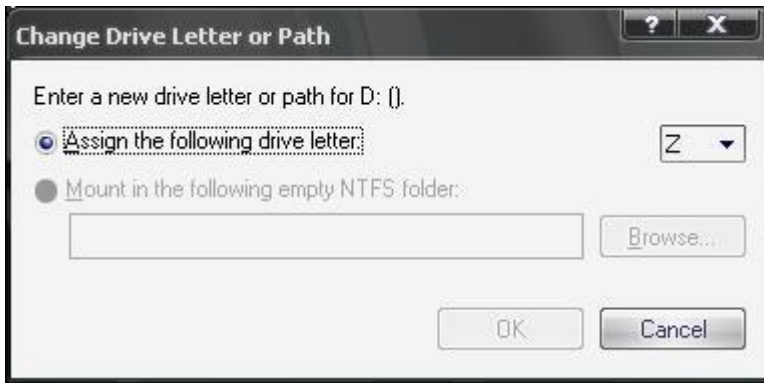 Change Drive Letter or Path
? X
Enter a new drive letter or path for D: ().
Assign the following drive letter:
Z
Mount in the following empty NTFS folder:
Browse...
OK Cancel